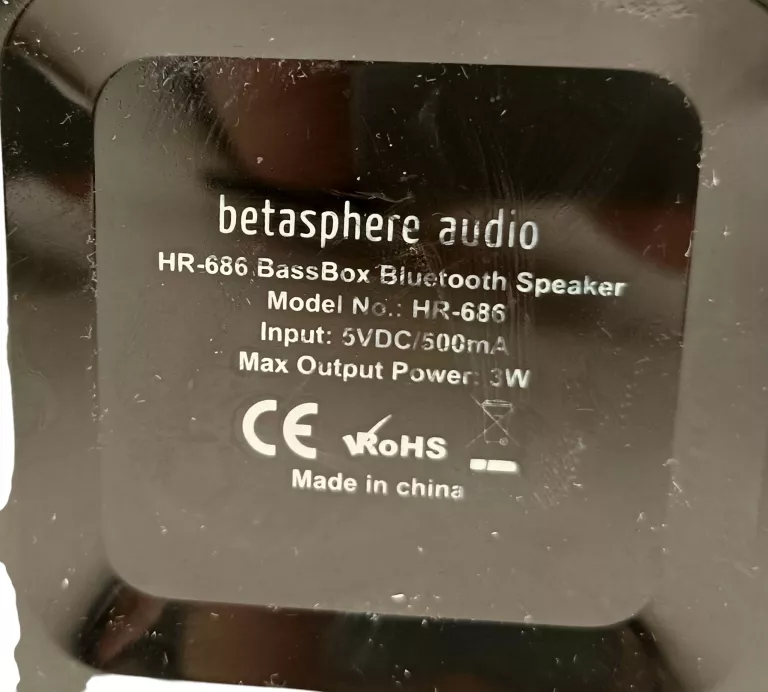 betasphere audio
HR-686 BassBox Bluetooth Speaker
Model No.: HR-686
Input: 5VDC/500mA
Max Output Power: 3W
CE RoHS
Made in china